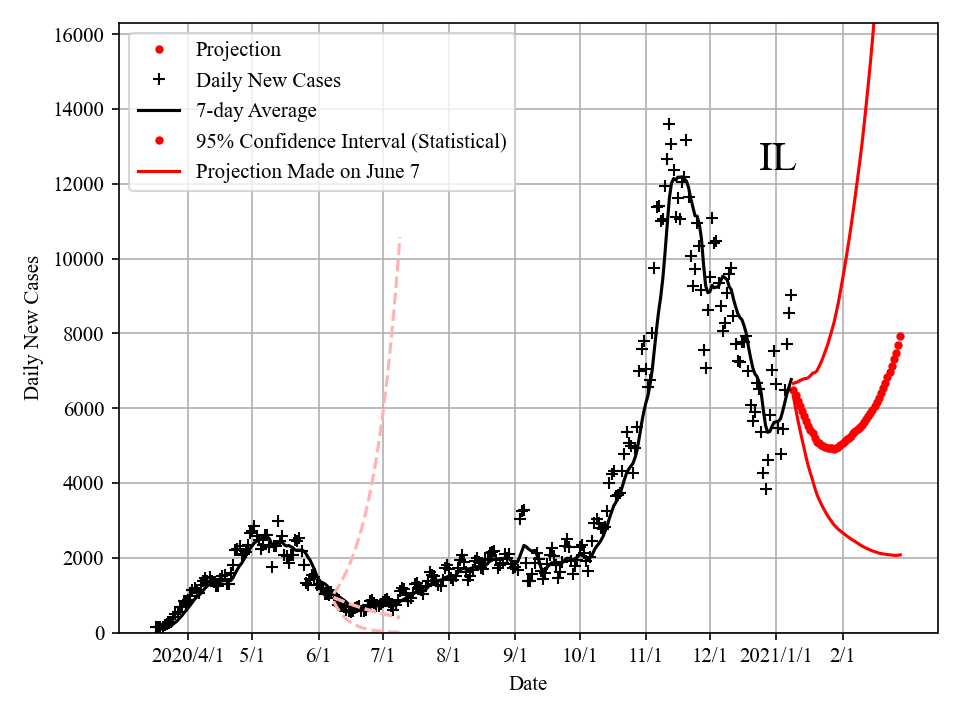 16000
14000
12000
10000
8000
6000
4000
2000
0
Daily New Cases
Projection
Daily New Cases
7-day Average
95% Confidence Interval (Statistical)
Projection Made on June 7
IL
2020/4/1 5/1 6/1 7/1 8/1 9/1 10/1 11/1 12/1 2021/1/1 2/1
Date